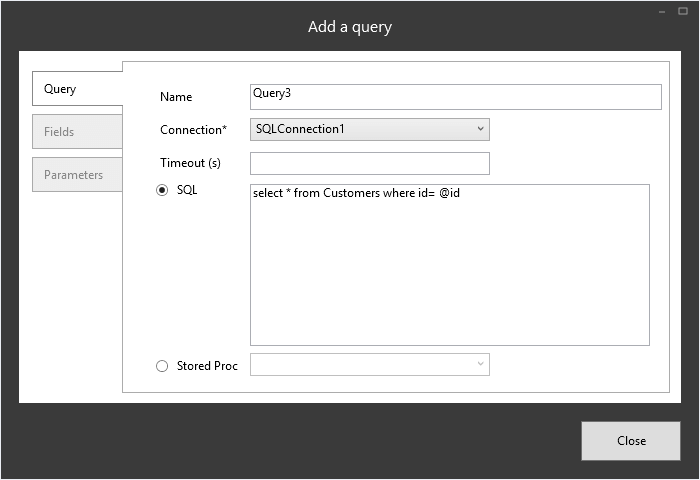 Add a query
Query
Fields
Parameters
Name
Query3
Connection*
SQLConnection1
Timeout (s)
SQL
select * from Customers where id= @id
Stored Proc
Close